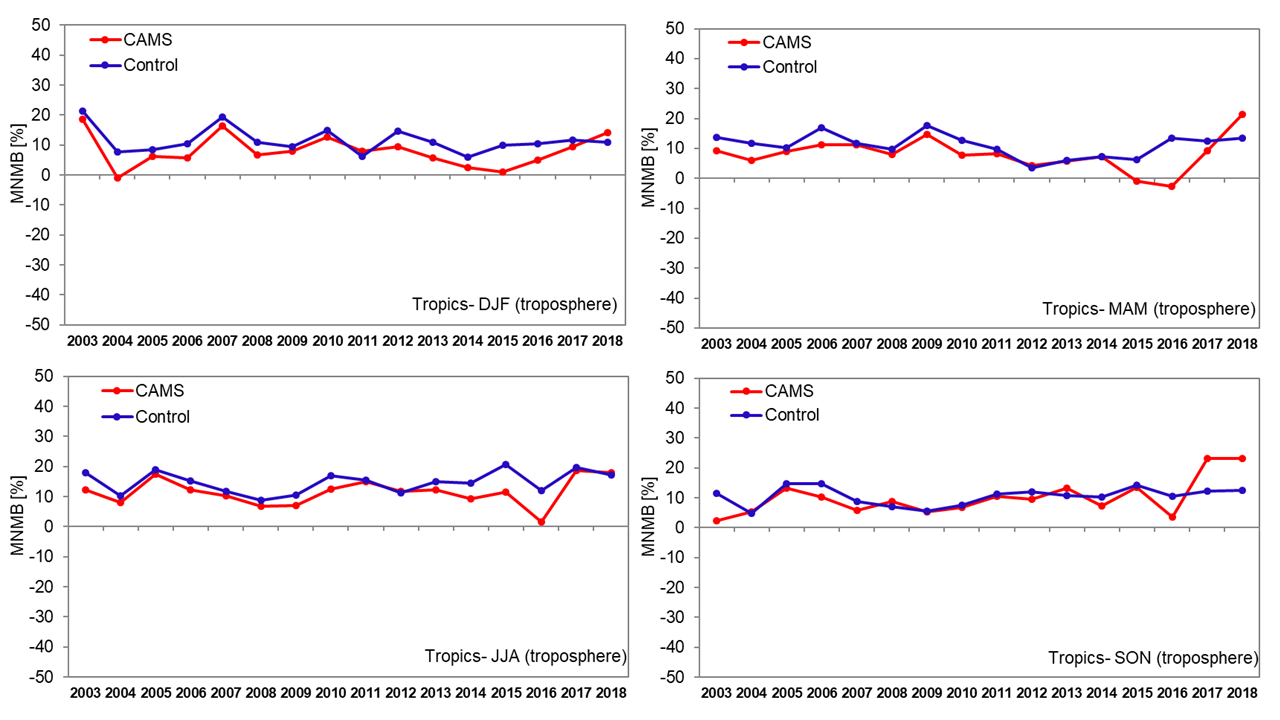 50
40
30
20
10
0
-10
-20
-30
-40
-50
MNMB [%]
CAMS
Control
Tropics- DJF (troposphere)
2003 2004 2005 2006 2007 2008 2009 2010 2011 2012 2013 2014 2015 2016 2017 2018
50
40
30
20
10
0
-10
-20
-30
-40
-50
MNMB [%]
CAMS
Control
Tropics- MAM (troposphere)
2003 2004 2005 2006 2007 2008 2009 2010 2011 2012 2013 2014 2015 2016 2017 2018
50
40
30
20
10
0
-10
-20
-30
-40
-50
MNMB [%]
CAMS
Control
Tropics- JJA (troposphere)
2003 2004 2005 2006 2007 2008 2009 2010 2011 2012 2013 2014 2015 2016 2017 2018
50
40
30
20
10
0
-10
-20
-30
-40
-50
MNMB [%]
CAMS
Control
Tropics- SON (troposphere)
2003 2004 2005 2006 2007 2008 2009 2010 2011 2012 2013 2014 2015 2016 2017 2018